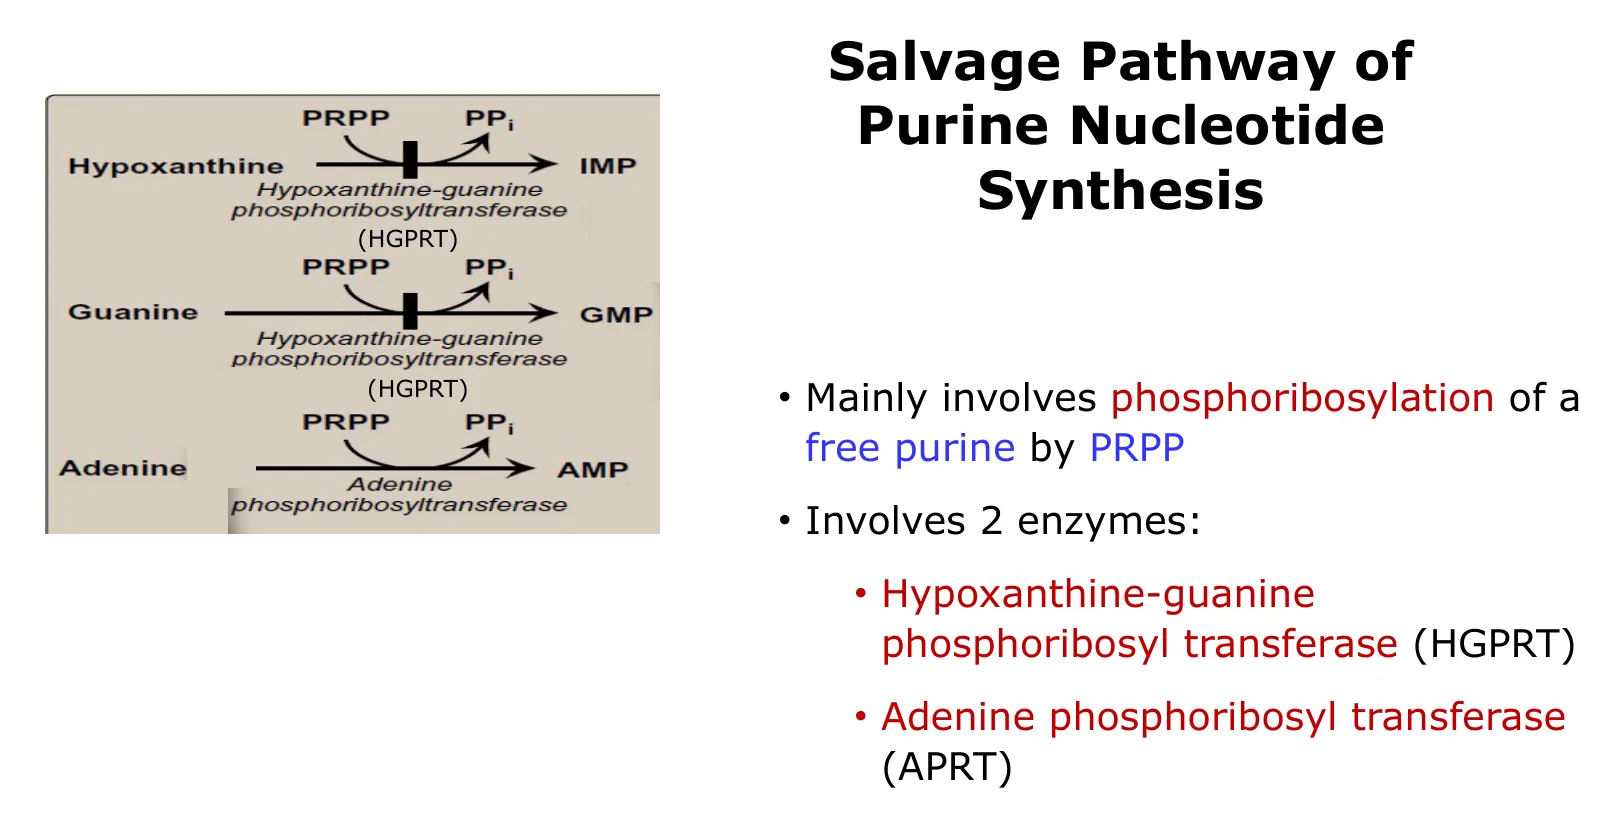 Salvage Pathway of
Purine Nucleotide
Synthesis
PRPP PPi
Hypoxanthine IMP
Hypoxanthine-guanine
phosphoribosyltransferase
(HGPRT)
PRPP PPi
Guanine GMP
Hypoxanthine-guanine
phosphoribosyltransferase
(HGPRT)
PRPP PPi
Adenine AMP
Adenine
phosphoribosyltransferase
• Mainly involves phosphoribosylation of a
free purine by PRPP
• Involves 2 enzymes:
• Hypoxanthine-guanine
phosphoribosyl transferase (HGPRT)
• Adenine phosphoribosyl transferase
(APRT)